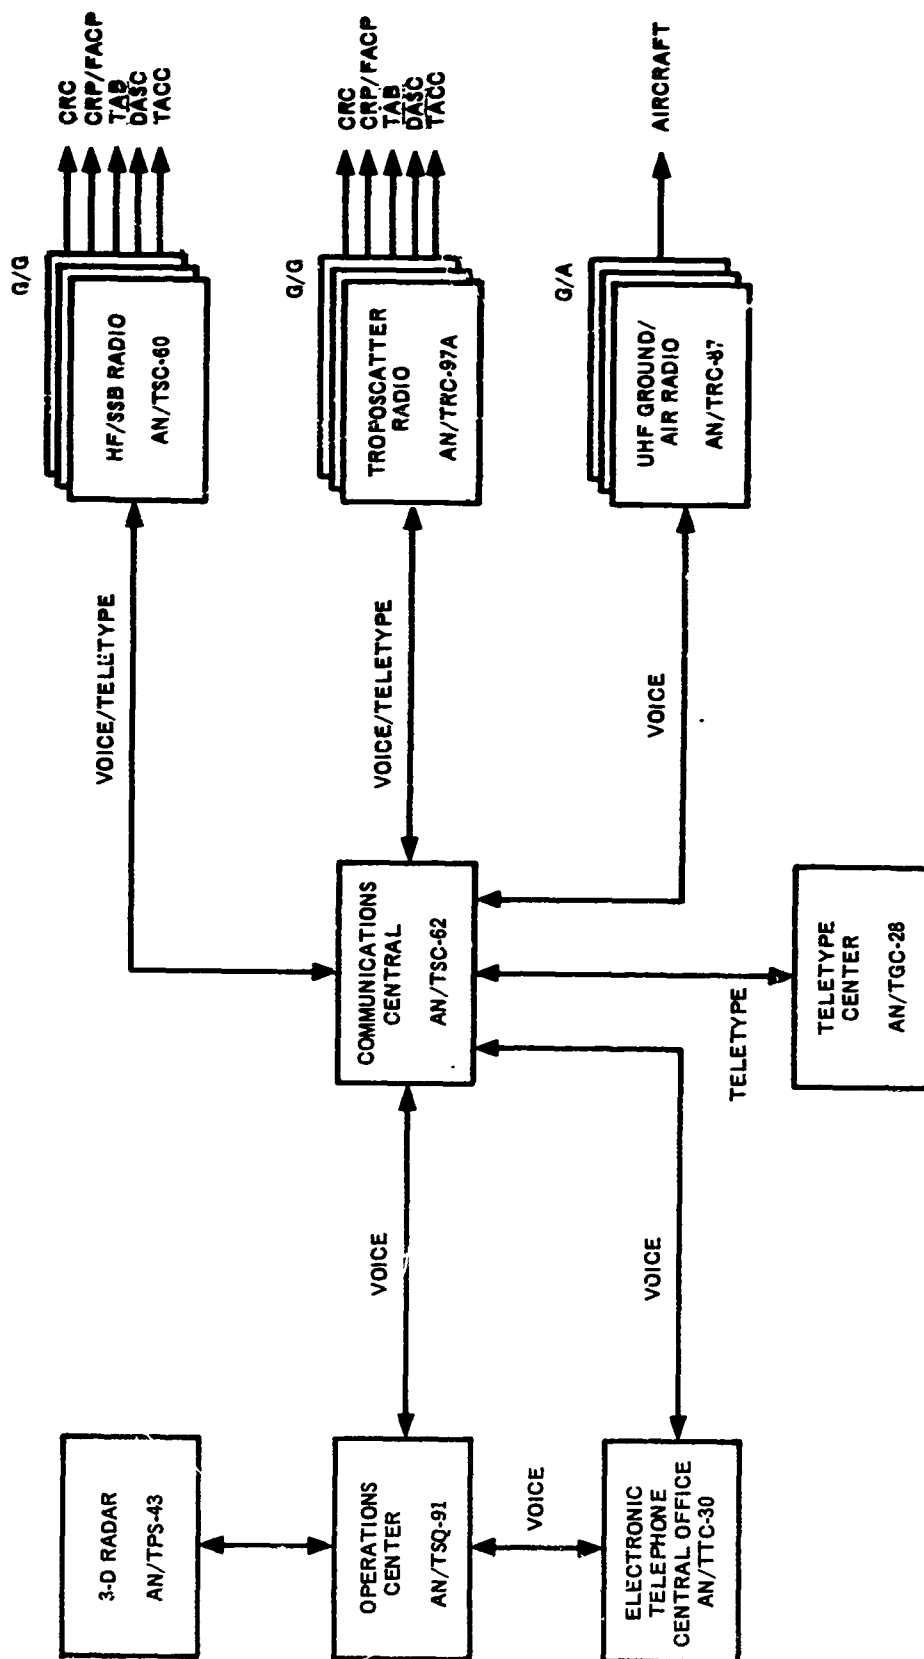 3-D RADAR
AN/TPS-43
OPERATIONS
CENTER
AN/TSQ-91
VOICE
ELECTRONIC
TELEPHONE
CENTRAL OFFICE
AN/TTC-30
VOICE
VOICE
COMMUNICATIONS
CENTRAL
AN/TSC-62
TELETYPE
TELETYPE
CENTER
AN/TGC-28
VOICE/TELETYPE
VOICE/TELETYPE
VOICE
G/G
HF/SSB RADIO
AN/TSC-60
CRC
CRP/FACP
TAB
DASC
TACC
G/G
TROPOSCATTER
RADIO
AN/TRC-97A
CRC
CRP/FACP
TAB
DASC
TACC
G/A
UHF GROUND/
AIR RADIO
AN/TRC-87
AIRCRAFT